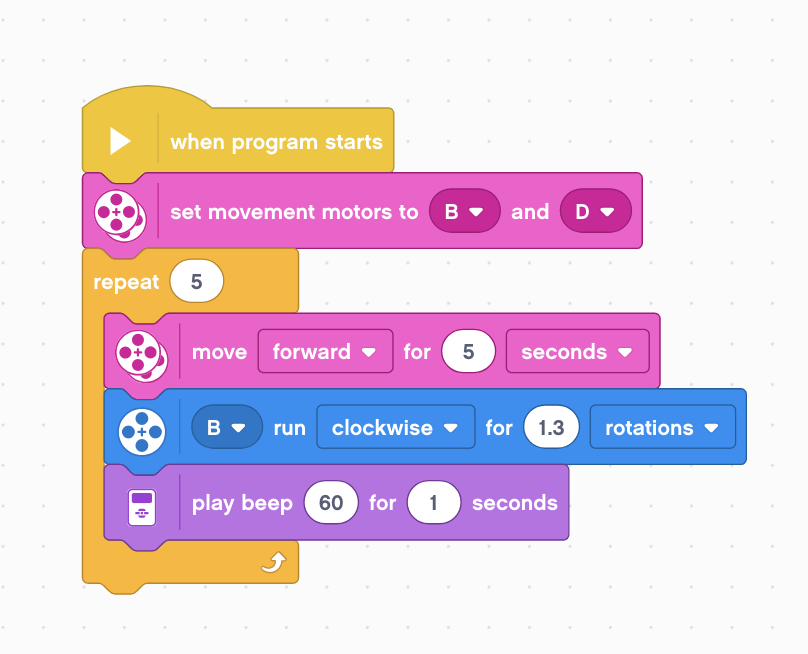 when program starts
set movement motors to B and D
repeat 5
move forward for 5 seconds
B run clockwise for 1.3 rotations
play beep 60 for 1 seconds